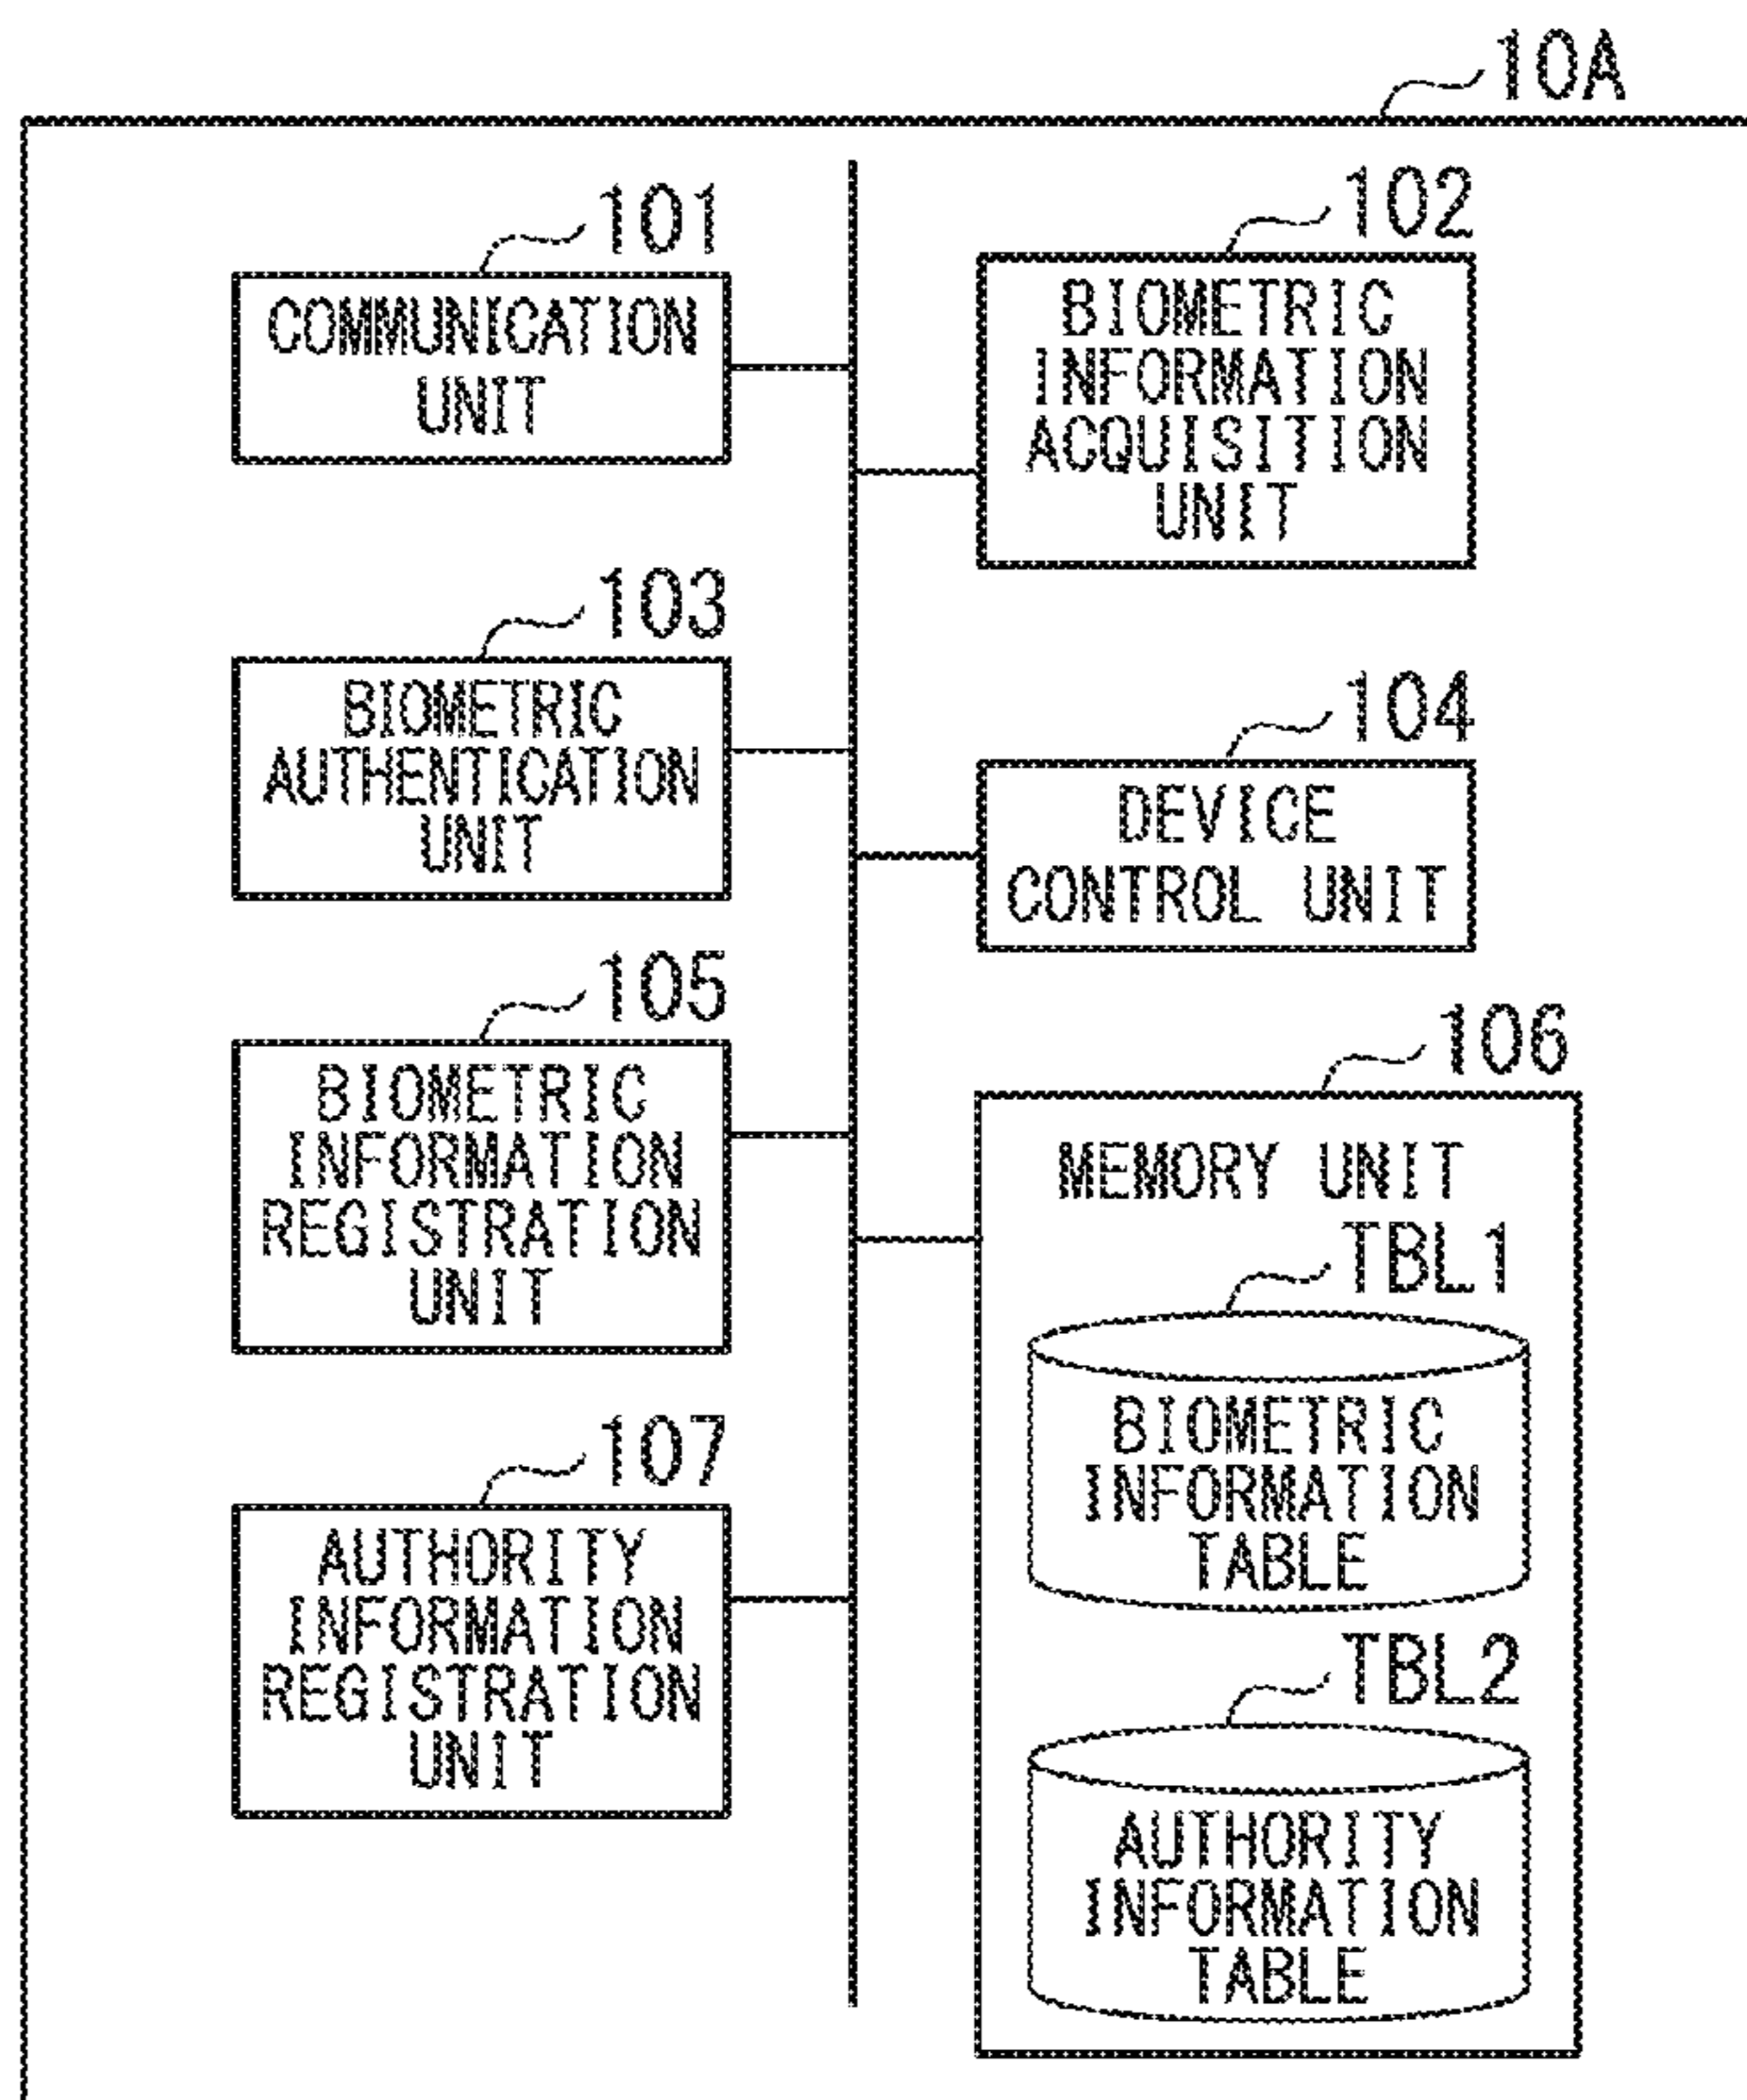 10A
101
COMMUNICATION
UNIT
102
BIOMETRIC
INFORMATION
ACQUISITION
UNIT
103
BIOMETRIC
AUTHENTICATION
UNIT
104
DEVICE
CONTROL UNIT
105
BIOMETRIC
INFORMATION
REGISTRATION
UNIT
106
MEMORY UNIT
TBL1
BIOMETRIC
INFORMATION
TABLE
107
AUTHORITY
INFORMATION
REGISTRATION
UNIT
TBL2
AUTHORITY
INFORMATION
TABLE